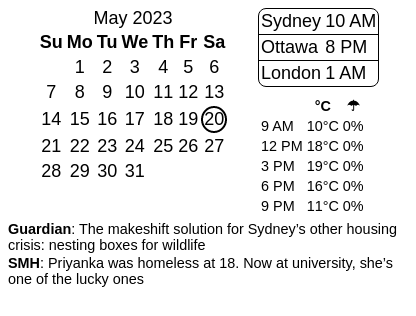 May 2023
Su Mo Tu We Th Fr Sa
1 2 3 4 5 6
7 8 9 10 11 12 13
14 15 16 17 18 19 20
21 22 23 24 25 26 27
28 29 30 31
Sydney 10 AM
Ottawa 8 PM
London 1 AM
°C ☂
9 AM 10°C 0%
12 PM 18°C 0%
3 PM 19°C 0%
6 PM 16°C 0%
9 PM 11°C 0%
Guardian: The makeshift solution for Sydney’s other housing
crisis: nesting boxes for wildlife
SMH: Priyanka was homeless at 18. Now at university, she’s
one of the lucky ones